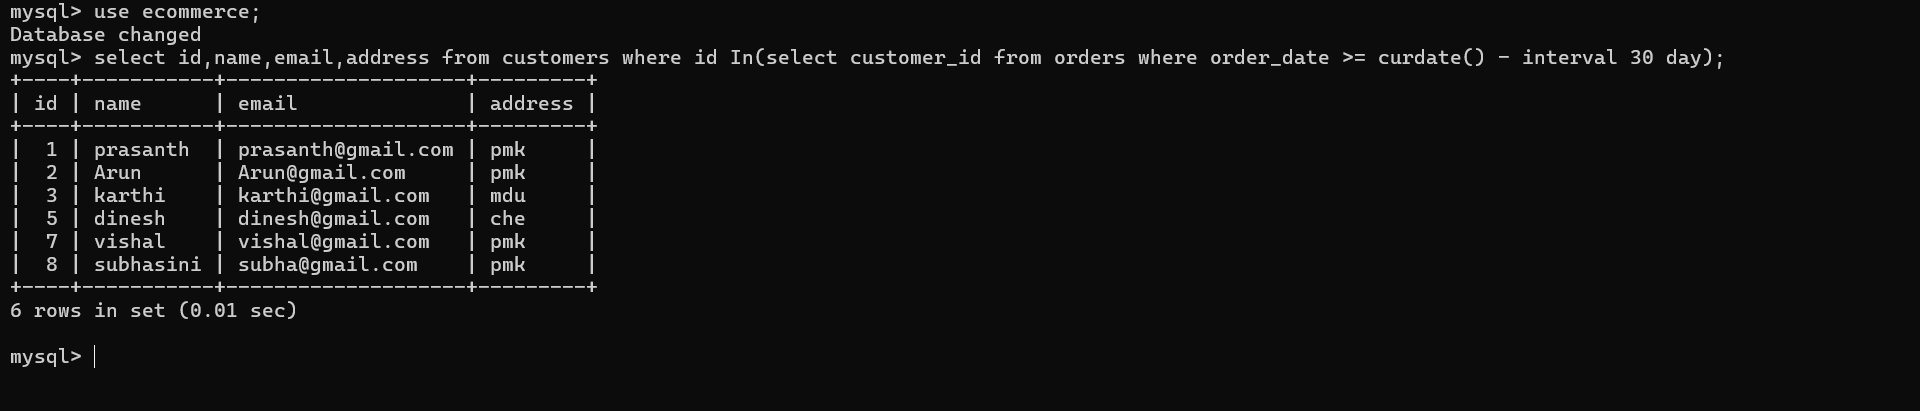 mysql> use ecommerce;
Database changed
mysql> select id,name,email,address from customers where id In(select customer_id from orders where order_date >= curdate() - interval 30 day);
+----+-----------+--------------------+---------+
| id | name      | email              | address |
+----+-----------+--------------------+---------+
|  1 | prasanth  | prasanth@gmail.com | pmk     |
|  2 | Arun      | Arun@gmail.com     | pmk     |
|  3 | karthi    | karthi@gmail.com   | mdu     |
|  5 | dinesh    | dinesh@gmail.com   | che     |
|  7 | vishal    | vishal@gmail.com   | pmk     |
|  8 | subhasini | subha@gmail.com    | pmk     |
+----+-----------+--------------------+---------+
6 rows in set (0.01 sec)
mysql>